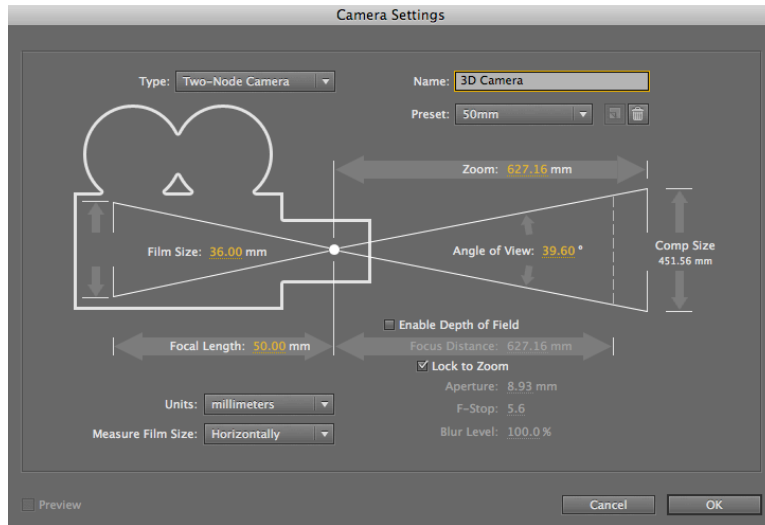 Camera Settings
Type: Two-Node Camera
Name: 3D Camera
Preset: 50mm
Zoom: 627.16 mm
Film Size: 36.00 mm
Angle of View: 39.60 °
Comp Size
451.56 mm
Enable Depth of Field
Focal Length: 50.00 mm
Focus Distance: 627.16 mm
Lock to Zoom
Aperture: 8.93 mm
Units: millimeters
F-Stop: 5.6
Measure Film Size: Horizontally
Blur Level: 100.0 %
Preview
Cancel
OK